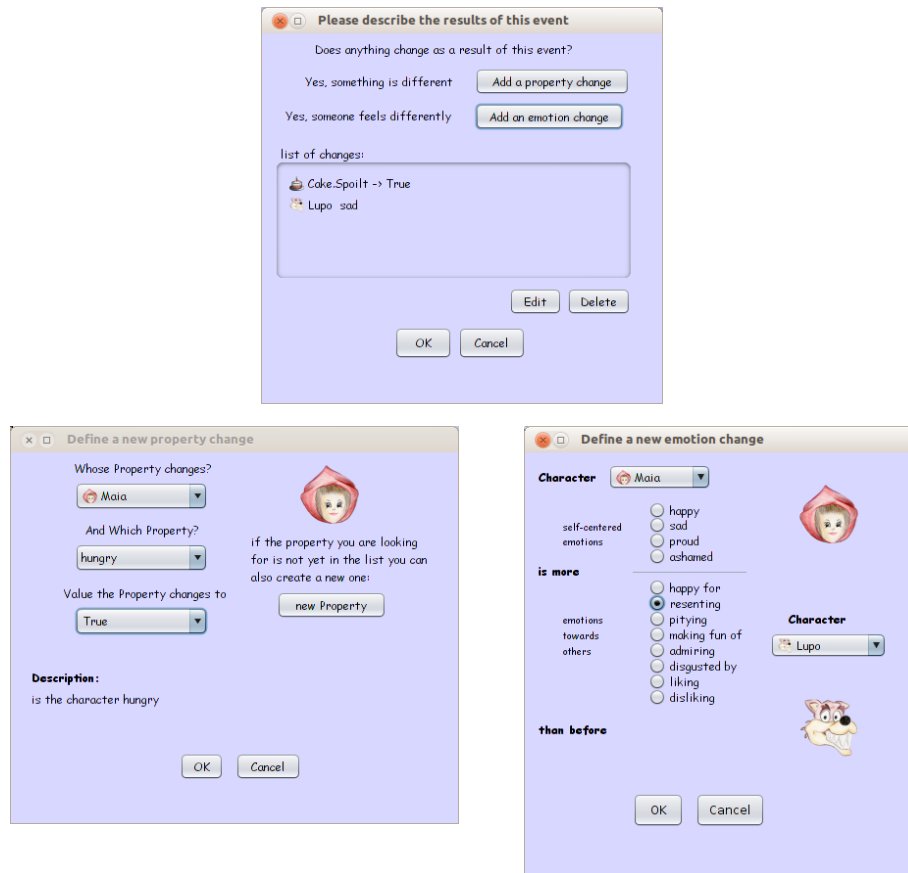 Please describe the results of this event
Does anything change as a result of this event?
Yes, something is different
Add a property change
Yes, someone feels differently
Add an emotion change
list of changes:
Cake.Spoilt -> True
Lupo sad
Edit
Delete
OK
Cancel
Define a new property change
Whose Property changes?
Maia
And Which Property?
hungry
Value the Property changes to
True
if the property you are looking
for is not yet in the list you can
also create a new one:
new Property
Description:
is the character hungry
OK
Cancel
Define a new emotion change
Character
Maia
self-centered
emotions
happy
sad
proud
ashamed
is more
emotions
towards
others
happy for
resenting
pitying
making fun of
admiring
disgusted by
liking
disliking
Character
Lupo
than before
OK
Cancel